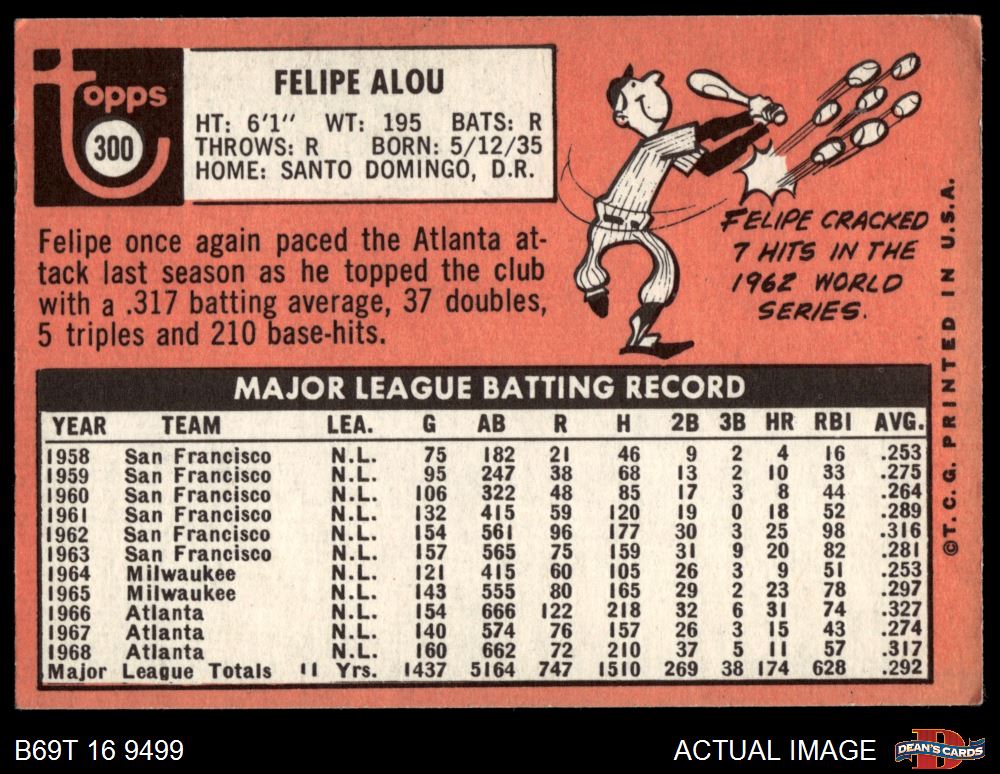 Topps
300
FELIPE ALOU
HT: 6'1" WT: 195 BATS: R
THROWS: R BORN: 5/12/35
HOME: SANTO DOMINGO, D.R.
Felipe once again paced the Atlanta at-
tack last season as he topped the club
with a .317 batting average, 37 doubles,
5 triples and 210 base-hits.
FELIPE CRACKED
7 HITS IN THE
1962 WORLD
SERIES.
©T.C.G. PRINTED IN U.S.A.
MAJOR LEAGUE BATTING RECORD
YEAR TEAM LEA. G AB R H 2B 3B HR RBI AVG.
1958 San Francisco N.L. 75 182 21 46 9 2 4 16 .253
1959 San Francisco N.L. 95 247 38 68 13 2 10 33 .275
1960 San Francisco N.L. 106 322 48 85 17 3 8 44 .264
1961 San Francisco N.L. 132 415 59 120 19 0 18 52 .289
1962 San Francisco N.L. 154 561 96 177 30 3 25 98 .316
1963 San Francisco N.L. 157 565 75 159 31 9 20 82 .281
1964 Milwaukee N.L. 121 415 60 105 26 3 9 51 .253
1965 Milwaukee N.L. 143 555 80 165 29 2 23 78 .297
1966 Atlanta N.L. 154 666 122 218 32 6 31 74 .327
1967 Atlanta N.L. 140 574 76 157 26 3 15 43 .274
1968 Atlanta N.L. 160 662 72 210 37 5 11 57 .317
Major League Totals 11 Yrs. 1437 5164 747 1510 269 38 174 628 .292
B69T 16 9499
ACTUAL IMAGE
D
DEAN'S CARDS